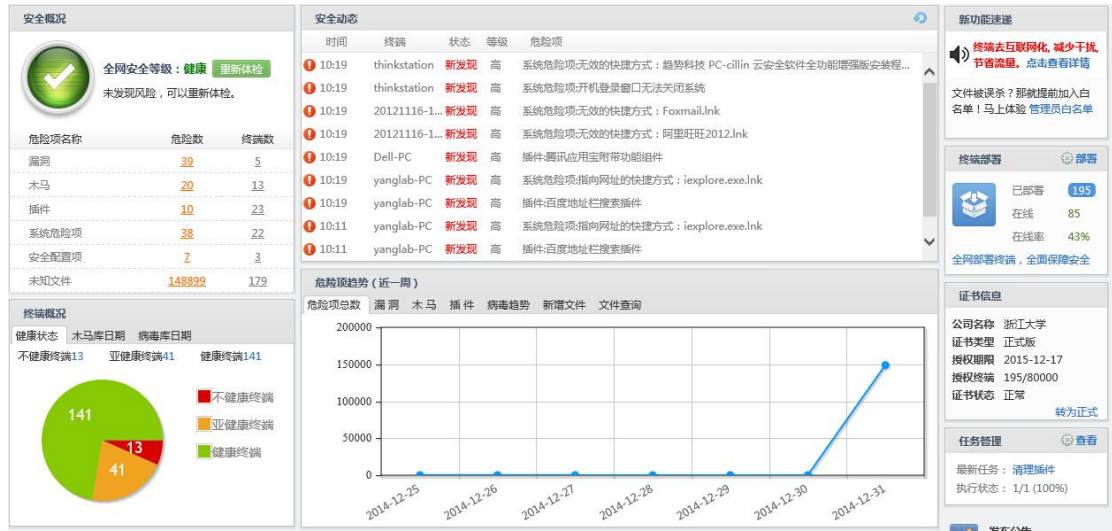 安全概况
全网安全等级：健康 重新体检
未发现风险，可以重新体检。
危险项名称 危险数 终端数
漏洞 39 5
木马 20 13
插件 10 23
系统危险项 38 22
安全配置项 7 3
未知文件 148899 179
终端概况
健康状态 木马库日期 病毒库日期
不健康终端13 亚健康终端41 健康终端141
141
13
41
不健康终端
亚健康终端
健康终端
安全动态
时间 终端 状态 等级 危险项
10:19 thinkstation 新发现 高 系统危险项:无效的快捷方式：趋势科技 PC-cillin 云安全软件全功能增强版安装程...
10:19 thinkstation 新发现 高 系统危险项:开机登录窗口无法关闭系统
10:19 20121116-1... 新发现 高 系统危险项:无效的快捷方式：Foxmail.lnk
10:19 20121116-1... 新发现 高 系统危险项:无效的快捷方式：阿里旺旺2012.lnk
10:19 Dell-PC 新发现 高 插件:腾讯应用宝附带功能组件
10:19 yanglab-PC 新发现 高 系统危险项:指向网址的快捷方式：iexplore.exe.lnk
10:19 yanglab-PC 新发现 高 插件:百度地址栏搜索插件
10:11 yanglab-PC 新发现 高 系统危险项:指向网址的快捷方式：iexplore.exe.lnk
10:11 yanglab-PC 新发现 高 插件:百度地址栏搜索插件
危险项趋势（近一周）
危险项总数 漏洞 木马 插件 病毒趋势 新增文件 文件查询
200000
150000
100000
50000
0
2014-12-25 2014-12-26 2014-12-27 2014-12-28 2014-12-29 2014-12-30 2014-12-31
新功能速递
终端去互联网化, 减少干扰,
节省流量。点击查看详情
文件被误杀？那就提前加入白
名单！马上体验 管理员白名单
终端部署 部署
已部署 195
在线 85
在线率 43%
全网部署终端，全面保障安全
证书信息
公司名称 浙江大学
证书类型 正式版
授权期限 2015-12-17
授权终端 195/80000
证书状态 正常
转为正式
任务管理 查看
最新任务： 清理插件
执行状态： 1/1 (100%)
发布公告